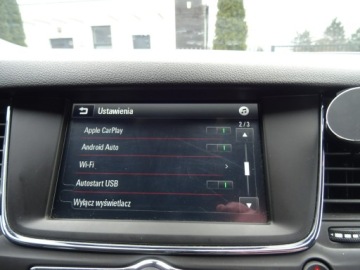 Ustawienia
2/3
Apple CarPlay
Android Auto
Wi-Fi
Autostart USB
Wyłącz wyświetlacz